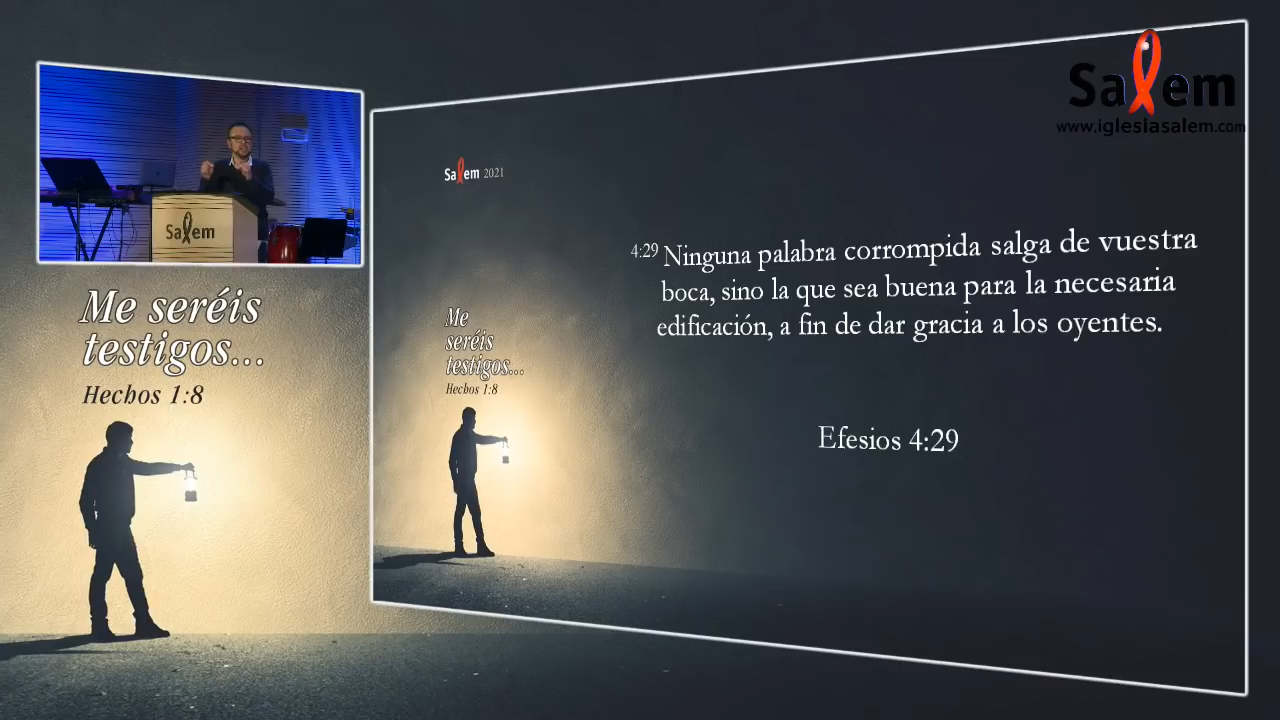 Salem
www.iglesiasalem.com
Salem 2021
Salem
Me seréis
testigos...
Hechos 1:8
Me
seréis
testigos...
Hechos 1:8
4:29 Ninguna palabra corrompida salga de vuestra
boca, sino la que sea buena para la necesaria
edificación, a fin de dar gracia a los oyentes.
Efesios 4:29